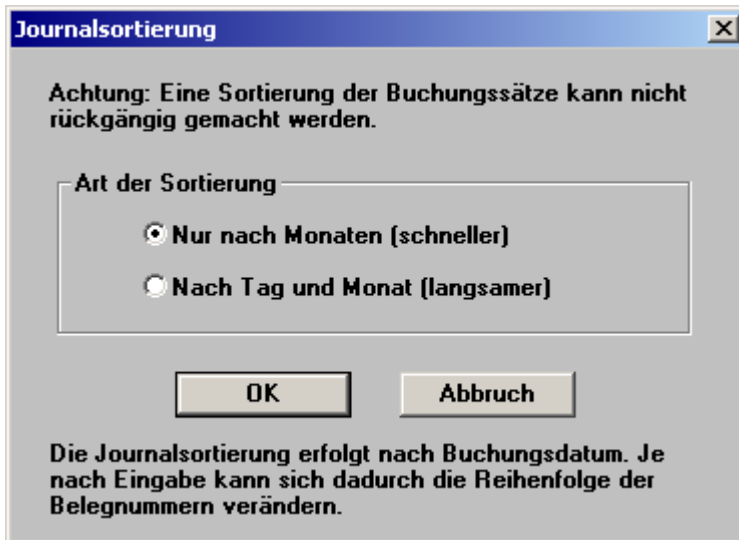 Journalsortierung
Achtung: Eine Sortierung der Buchungssätze kann nicht
rückgängig gemacht werden.
Art der Sortierung
Nur nach Monaten (schneller)
Nach Tag und Monat (langsamer)
OK Abbruch
Die Journalsortierung erfolgt nach Buchungsdatum. Je
nach Eingabe kann sich dadurch die Reihenfolge der
Belegnummern verändern.